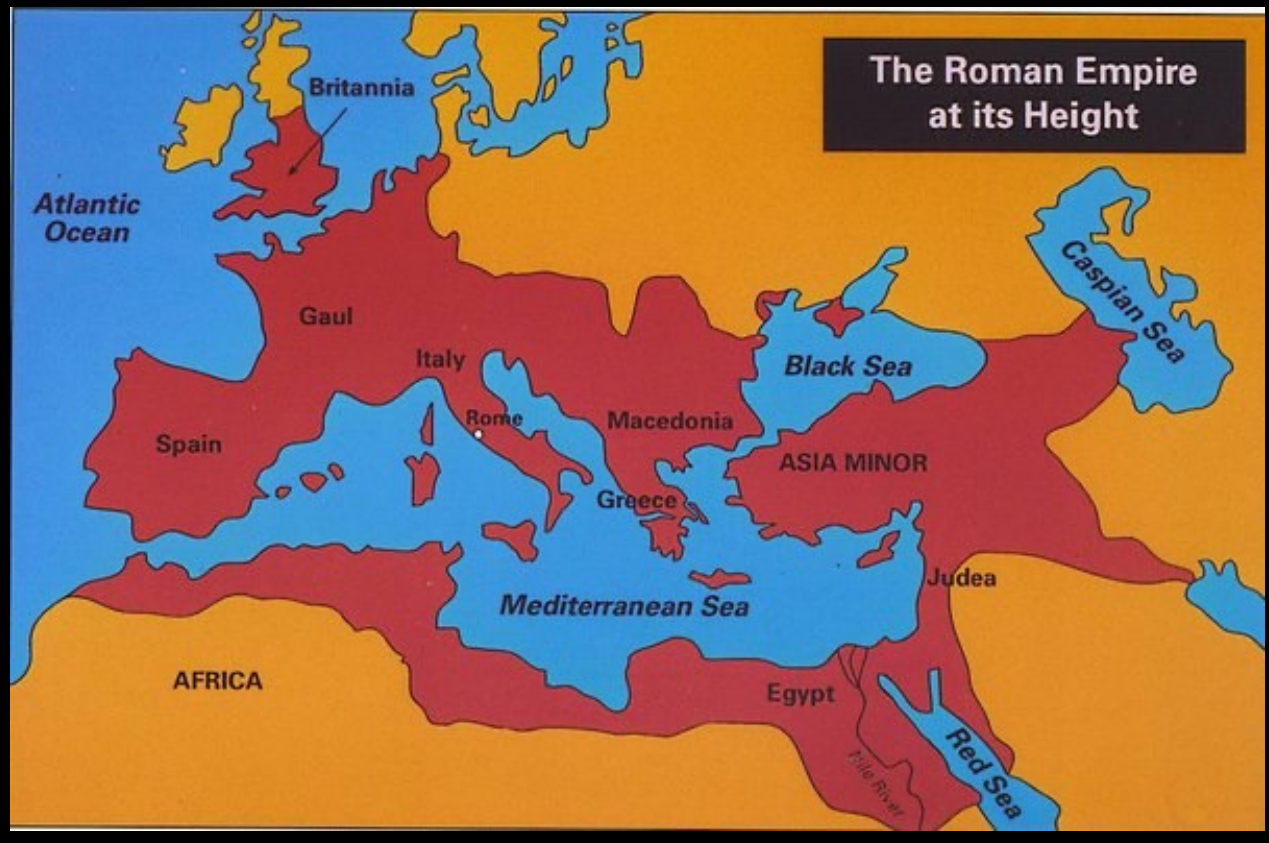 The Roman Empire
at its Height
Britannia
Atlantic
Ocean
Caspian Sea
Gaul
Italy
Black Sea
Rome
Macedonia
Spain
ASIA MINOR
Greece
Judea
Mediterranean Sea
AFRICA
Egypt
Nile River
Red Sea